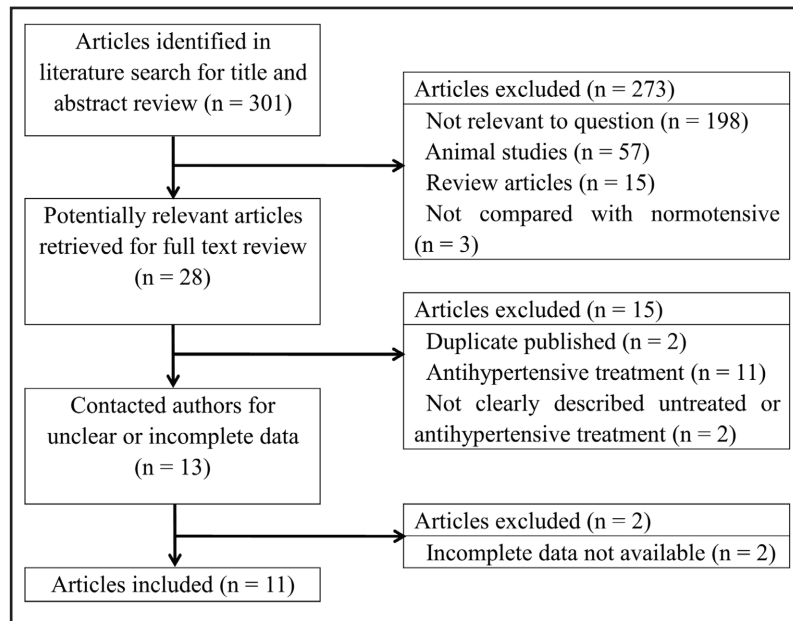 Articles identified in
literature search for title and
abstract review (n = 301)
Articles excluded (n = 273)
Not relevant to question (n = 198)
Animal studies (n = 57)
Review articles (n = 15)
Not compared with normotensive
(n = 3)
Potentially relevant articles
retrieved for full text review
(n = 28)
Articles excluded (n = 15)
Duplicate published (n = 2)
Antihypertensive treatment (n = 11)
Not clearly described untreated or
antihypertensive treatment (n = 2)
Contacted authors for
unclear or incomplete data
(n = 13)
Articles excluded (n = 2)
Incomplete data not available (n = 2)
Articles included (n = 11)